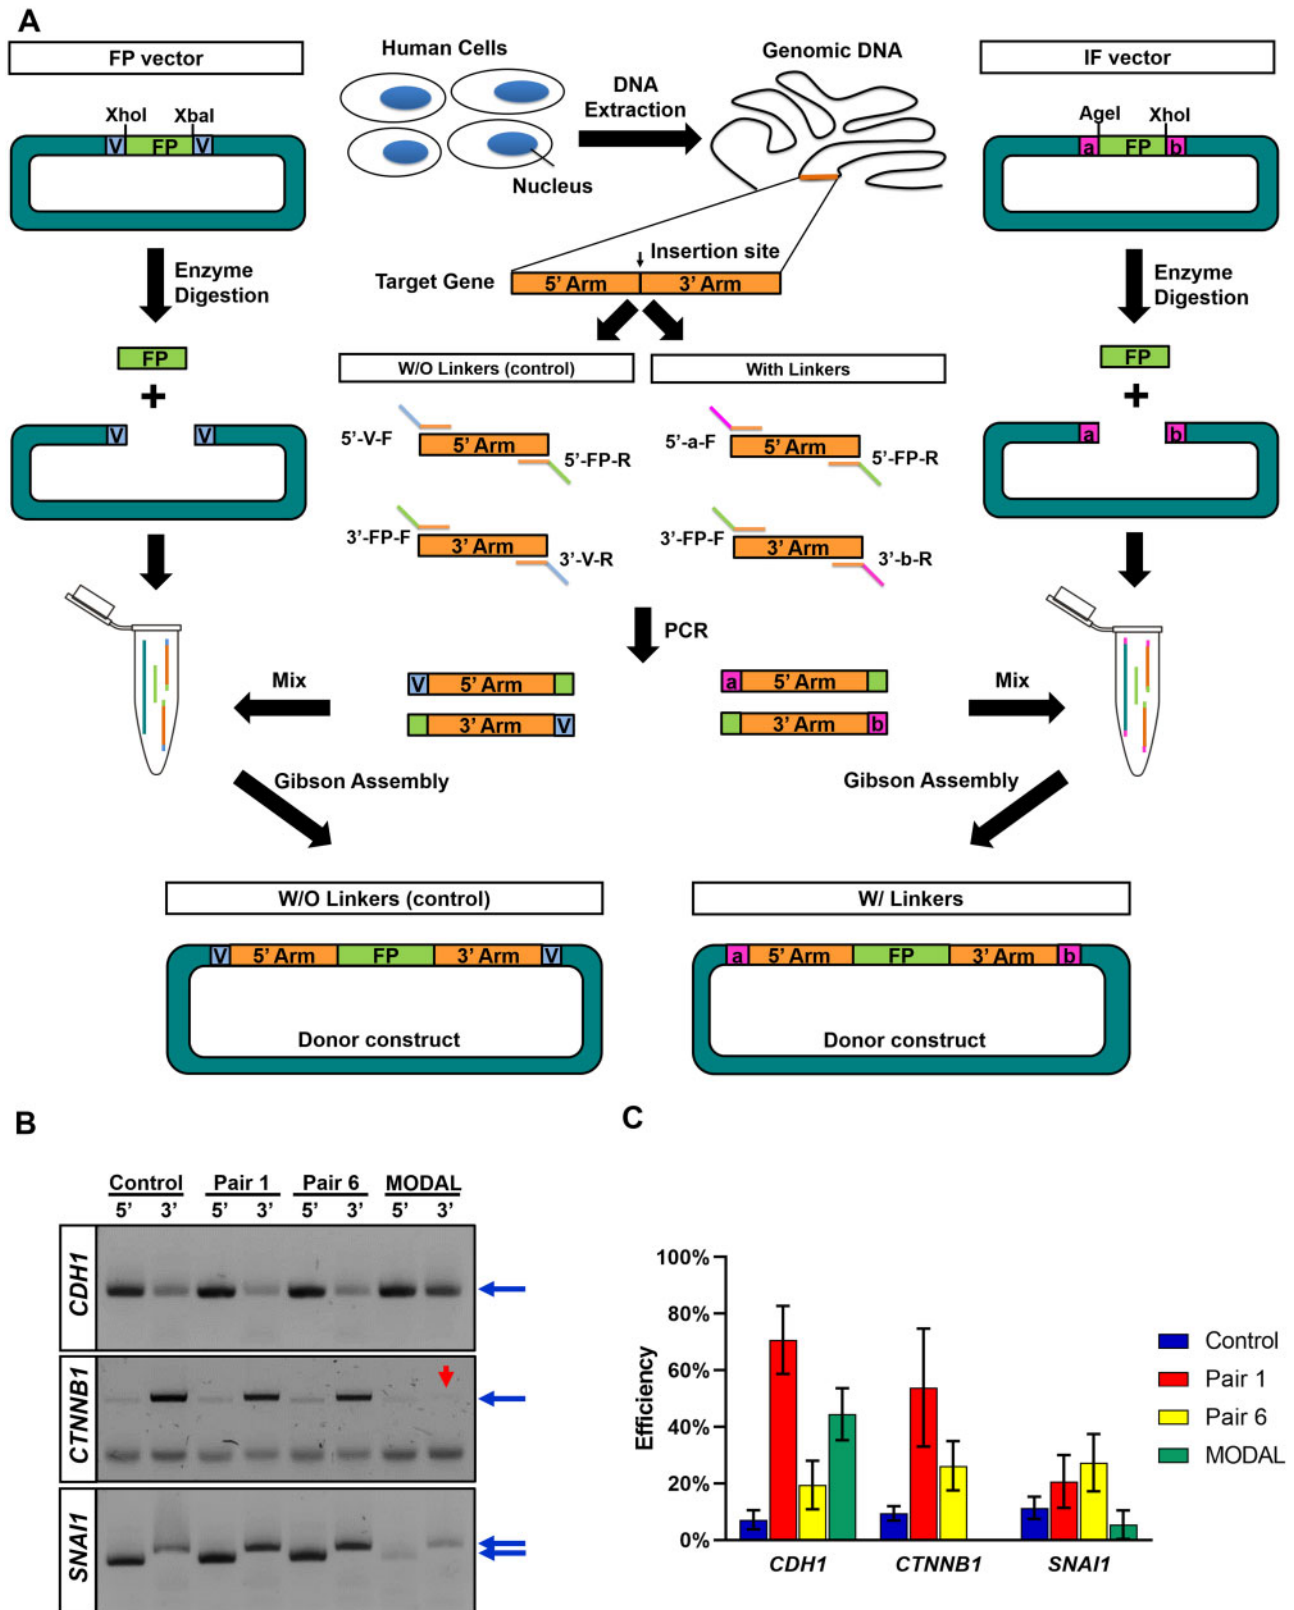 A
FP vector
Human Cells
Genomic DNA
IF vector
DNA
Extraction
XhoI
XbaI
V
FP
V
Nucleus
AgeI
XhoI
a
FP
b
Enzyme
Digestion
Insertion site
Target Gene
5' Arm
3' Arm
Enzyme
Digestion
FP
+
V
V
W/O Linkers (control)
With Linkers
FP
+
a
b
5'-V-F
5' Arm
5'-FP-R
5'-a-F
5' Arm
5'-FP-R
3'-FP-F
3' Arm
3'-V-R
3'-FP-F
3' Arm
3'-b-R
PCR
Mix
V
5' Arm
3' Arm
V
a
5' Arm
3' Arm
b
Mix
Gibson Assembly
Gibson Assembly
W/O Linkers (control)
W/ Linkers
V
5' Arm
FP
3' Arm
V
Donor construct
a
5' Arm
FP
3' Arm
b
Donor construct
B
Control
Pair 1
Pair 6
MODAL
5'
3'
5'
3'
5'
3'
5'
3'
CDH1
CTNNB1
SNAI1
C
Efficiency
100%
80%
60%
40%
20%
0%
CDH1
CTNNB1
SNAI1
Control
Pair 1
Pair 6
MODAL